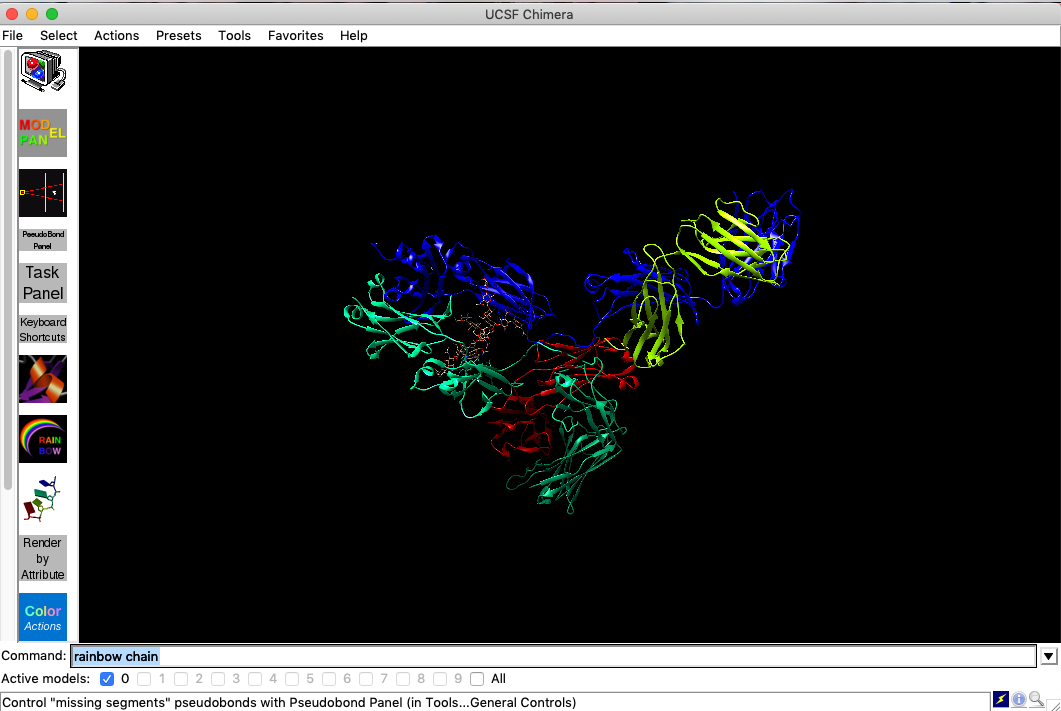 UCSF Chimera
File Select Actions Presets Tools Favorites Help
MOD
EL
PAN
PseudoBond
Panel
Task
Panel
Keyboard
Shortcuts
RAIN
BOW
Render
by
Attribute
Color
Actions
Command: rainbow chain
Active models: 0 1 2 3 4 5 6 7 8 9 All
Control "missing segments" pseudobonds with Pseudobond Panel (in Tools...General Controls)